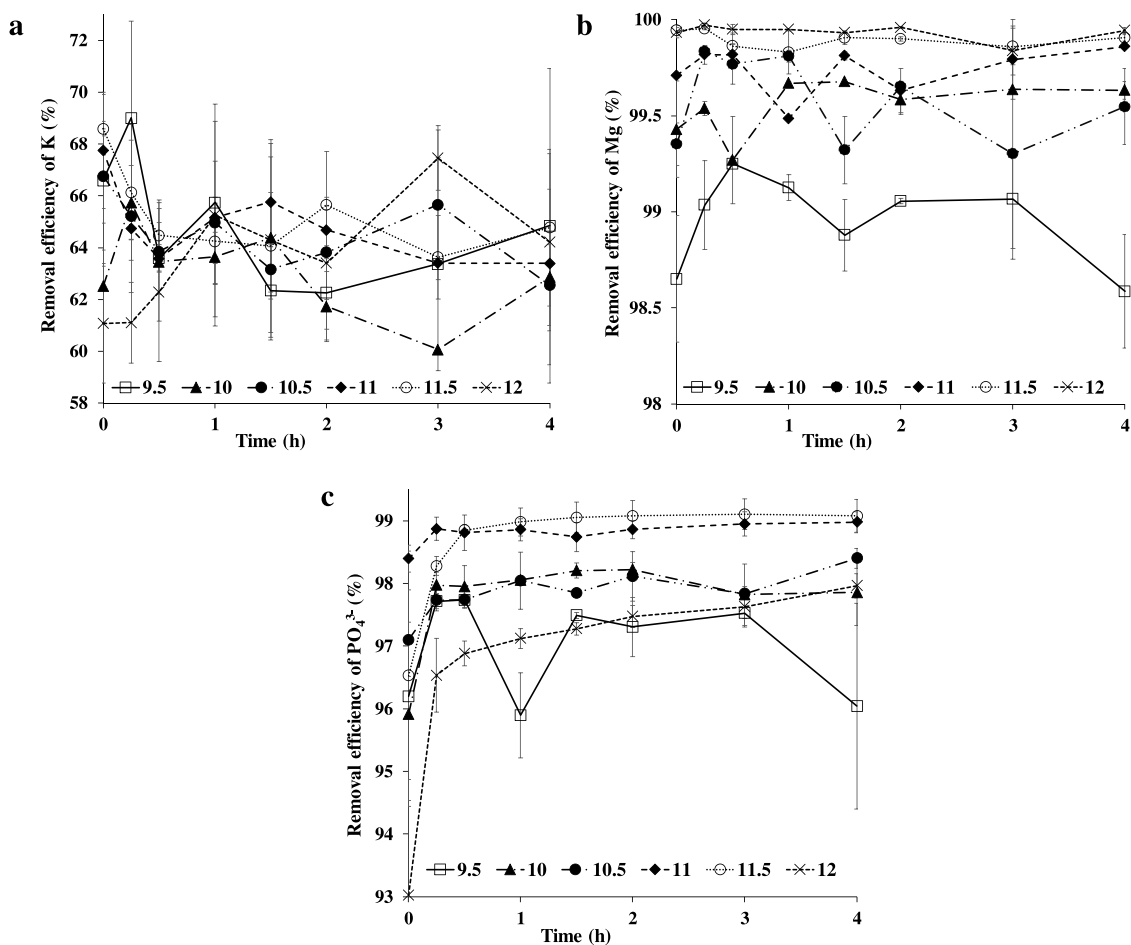 a
Removal efficiency of K (%)
72
70
68
66
64
62
60
58
9.5 10 10.5 11 11.5 12
0 1 2 3 4
Time (h)
b
Removal efficiency of Mg (%)
100
99.5
99
98.5
98
9.5 10 10.5 11 11.5 12
0 1 2 3 4
Time (h)
c
Removal efficiency of PO₄³⁻ (%)
99
98
97
96
95
94
93
9.5 10 10.5 11 11.5 12
0 1 2 3 4
Time (h)